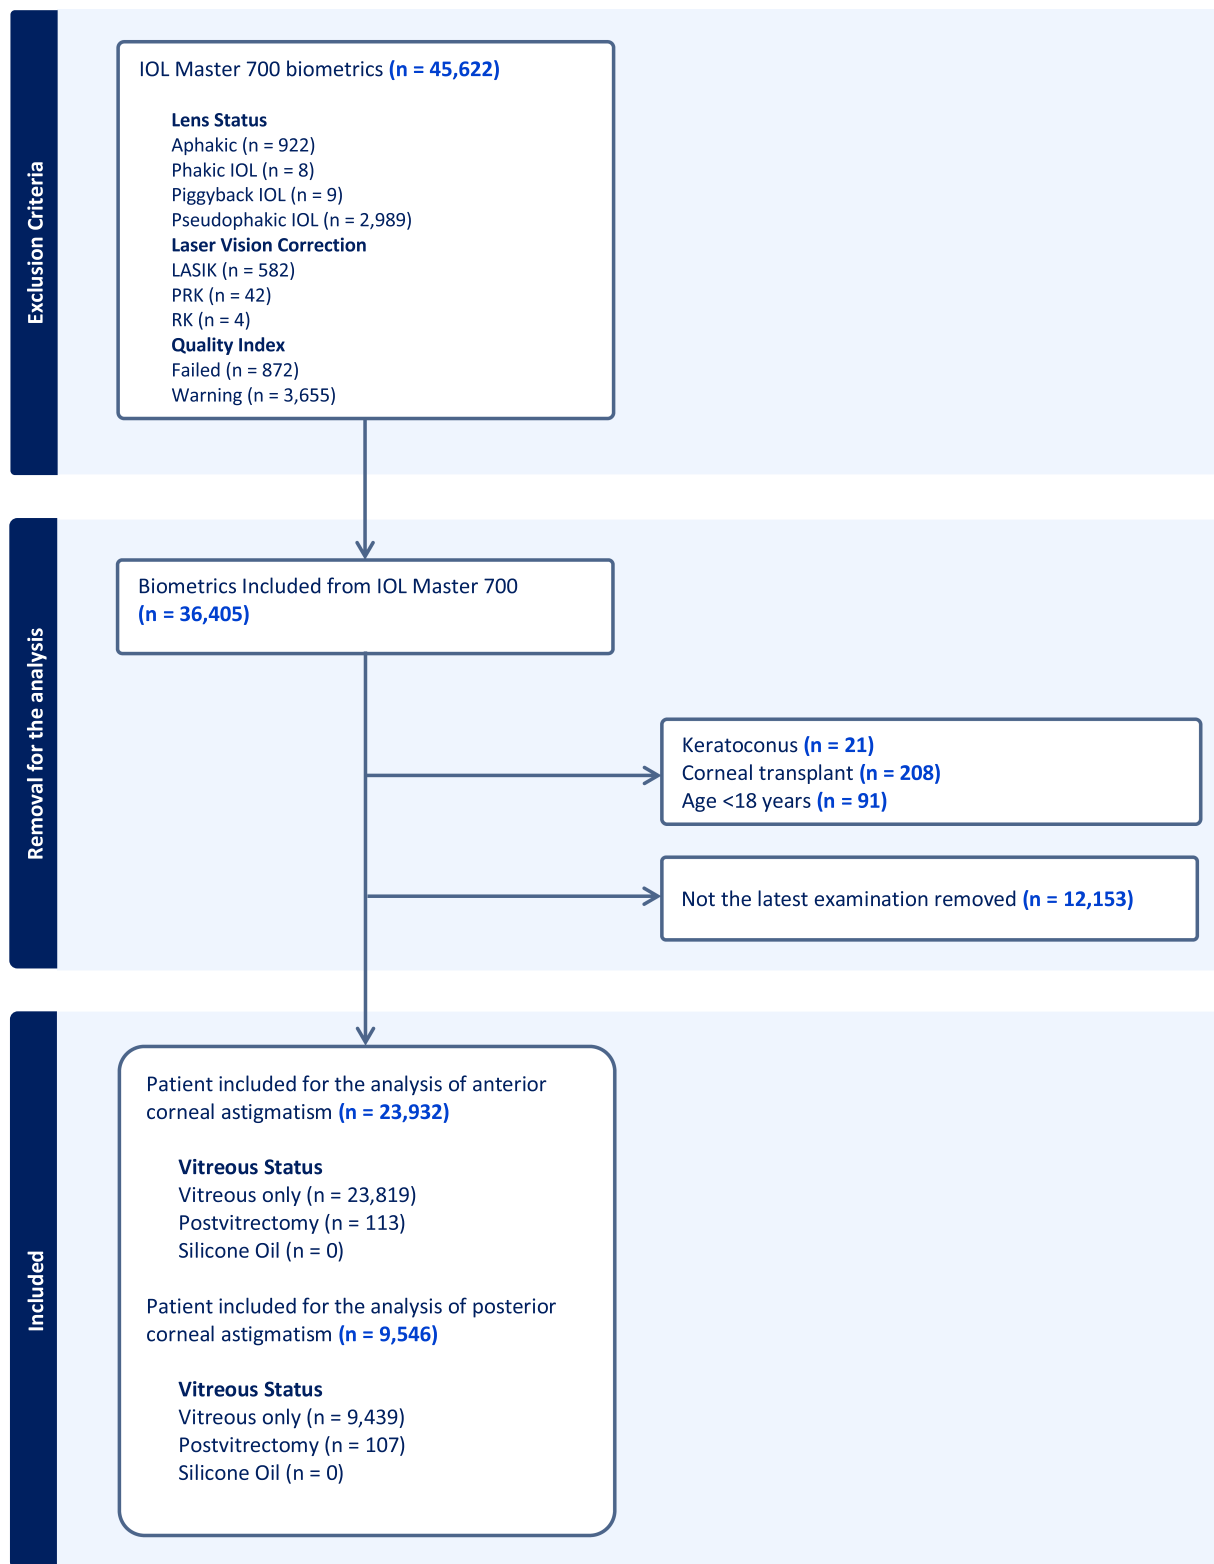 Exclusion Criteria
IOL Master 700 biometrics (n = 45,622)
Lens Status
Aphakic (n = 922)
Phakic IOL (n = 8)
Piggyback IOL (n = 9)
Pseudophakic IOL (n = 2,989)
Laser Vision Correction
LASIK (n = 582)
PRK (n = 42)
RK (n = 4)
Quality Index
Failed (n = 872)
Warning (n = 3,655)
Removal for the analysis
Biometrics Included from IOL Master 700
(n = 36,405)
Keratoconus (n = 21)
Corneal transplant (n = 208)
Age <18 years (n = 91)
Not the latest examination removed (n = 12,153)
Included
Patient included for the analysis of anterior
corneal astigmatism (n = 23,932)
Vitreous Status
Vitreous only (n = 23,819)
Postvitrectomy (n = 113)
Silicone Oil (n = 0)
Patient included for the analysis of posterior
corneal astigmatism (n = 9,546)
Vitreous Status
Vitreous only (n = 9,439)
Postvitrectomy (n = 107)
Silicone Oil (n = 0)